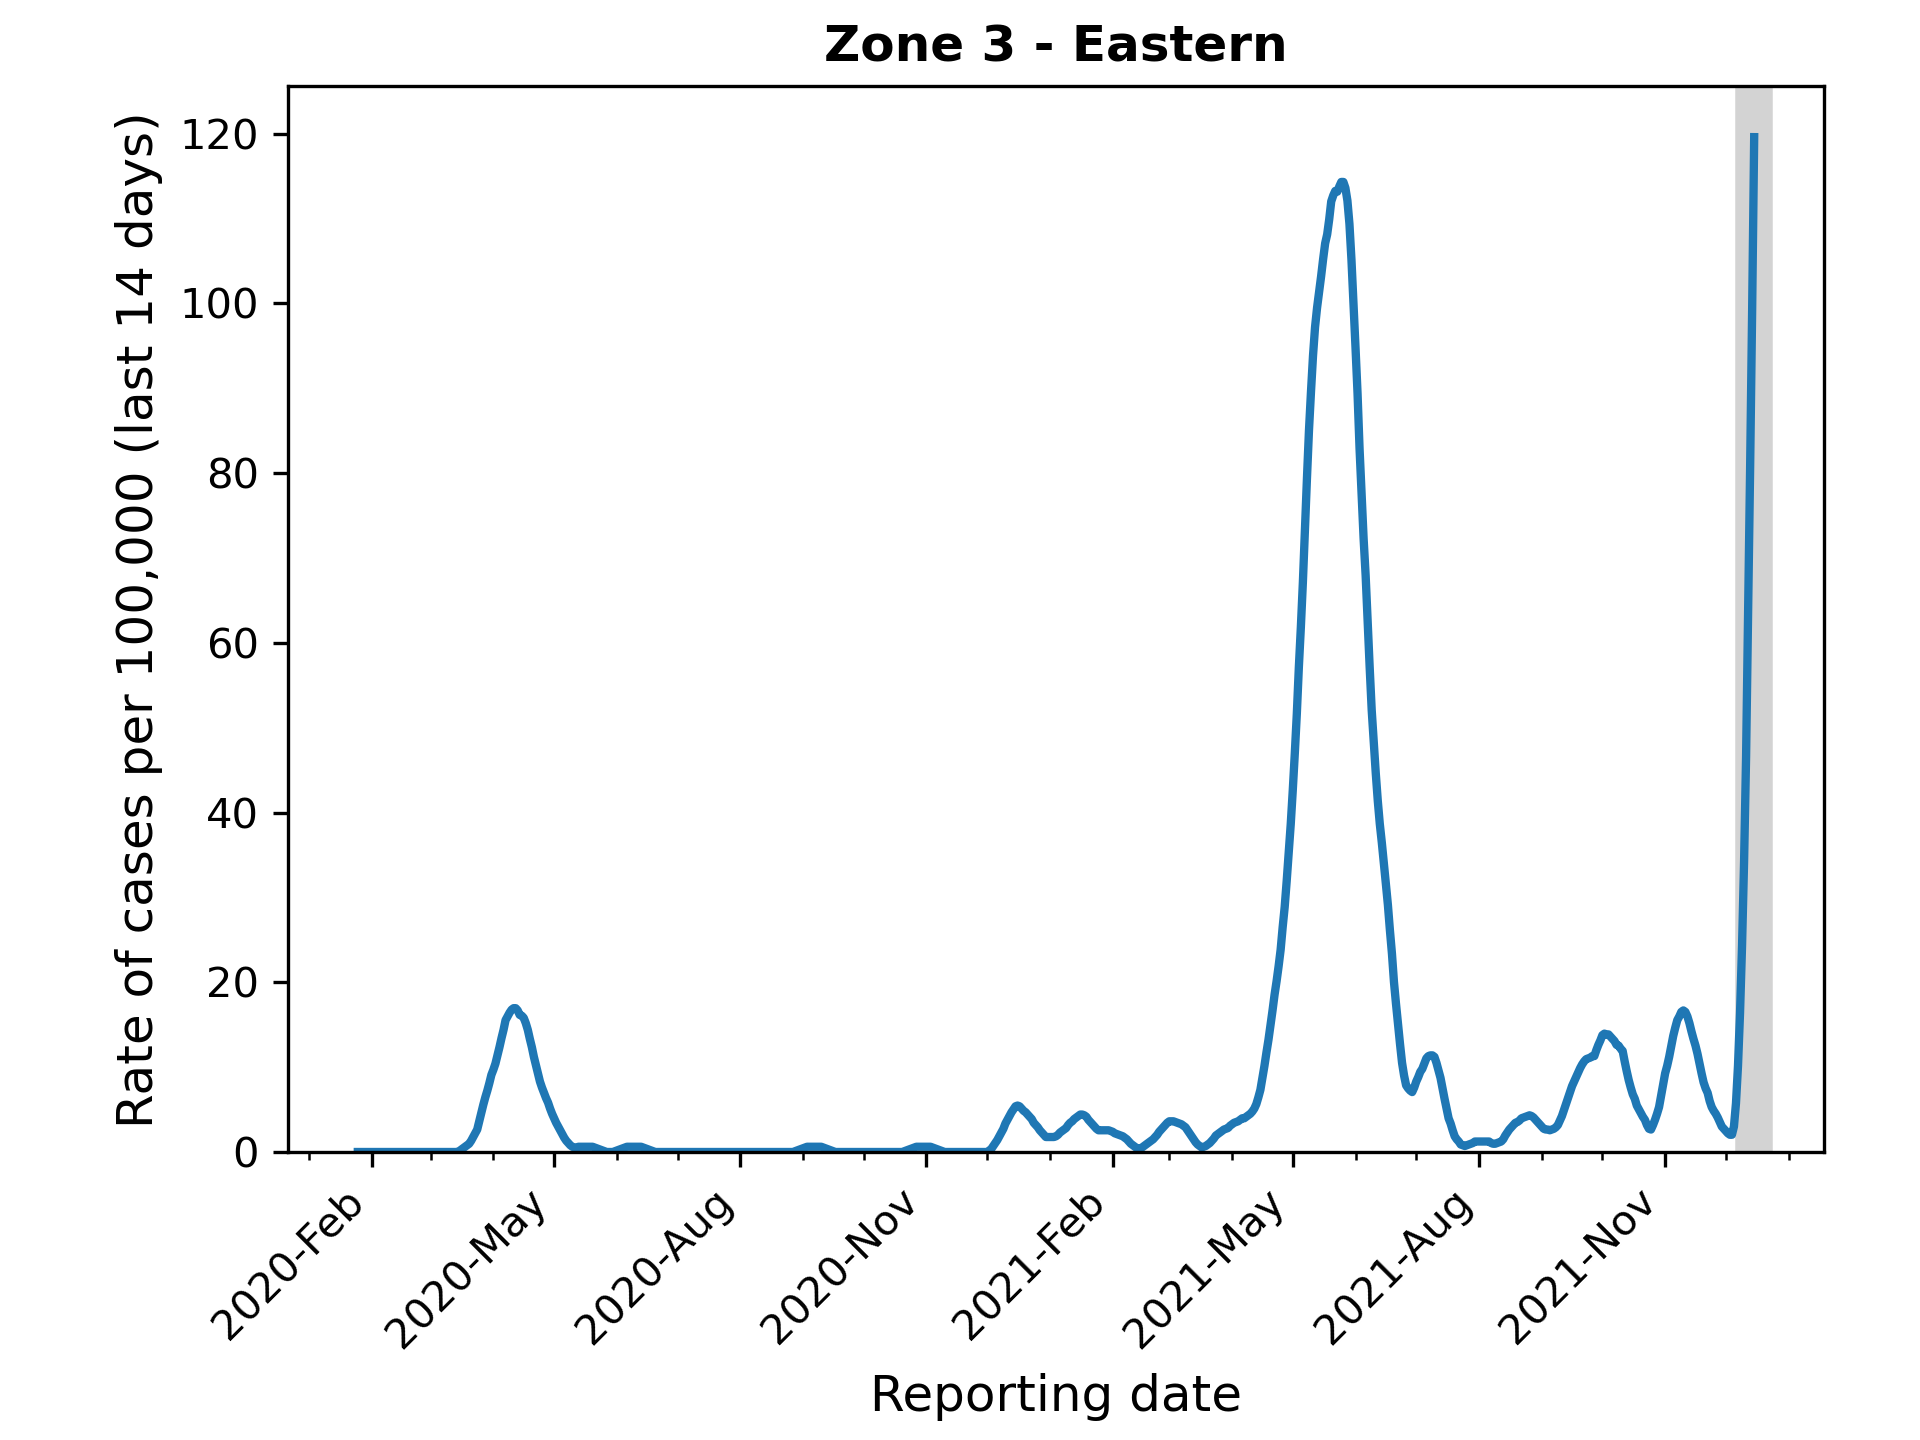 Zone 3 - Eastern
Rate of cases per 100,000 (last 14 days)
120
100
80
60
40
20
0
2020-Feb
2020-May
2020-Aug
2020-Nov
2021-Feb
2021-May
2021-Aug
2021-Nov
Reporting date